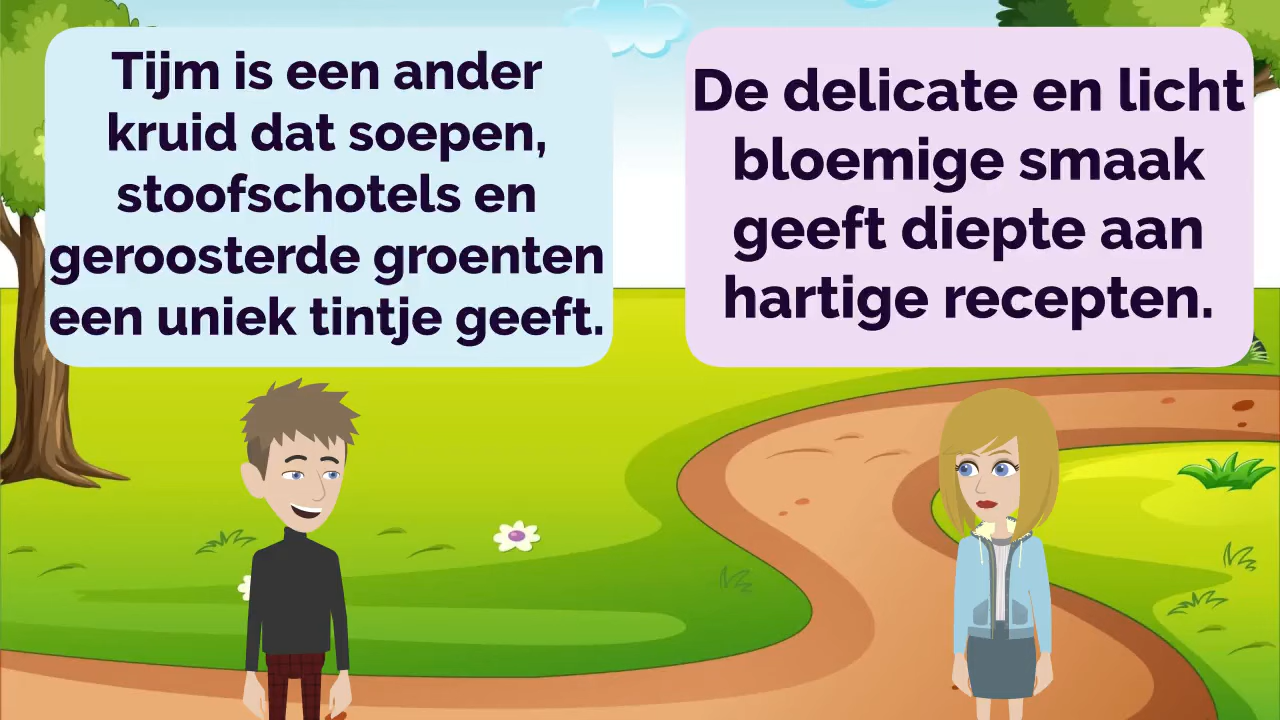 Tijm is een ander
kruid dat soepen,
stoofschotels en
geroosterde groenten
een uniek tintje geeft.
De delicate en licht
bloemige smaak
geeft diepte aan
hartige recepten.